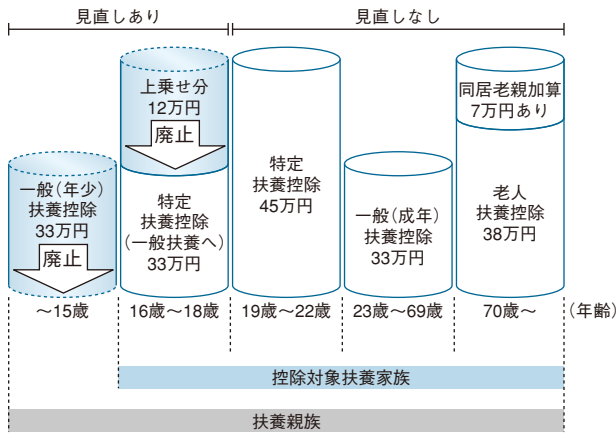 見直しあり
見直しなし
上乗せ分
12万円
廃止
同居老親加算
7万円あり
一般(年少)
扶養控除
33万円
廃止
特定
扶養控除
(一般扶養へ)
33万円
特定
扶養控除
45万円
一般(成年)
扶養控除
33万円
老人
扶養控除
38万円
～15歳
16歳～18歳
19歳～22歳
23歳～69歳
70歳～
(年齢)
控除対象扶養家族
扶養親族